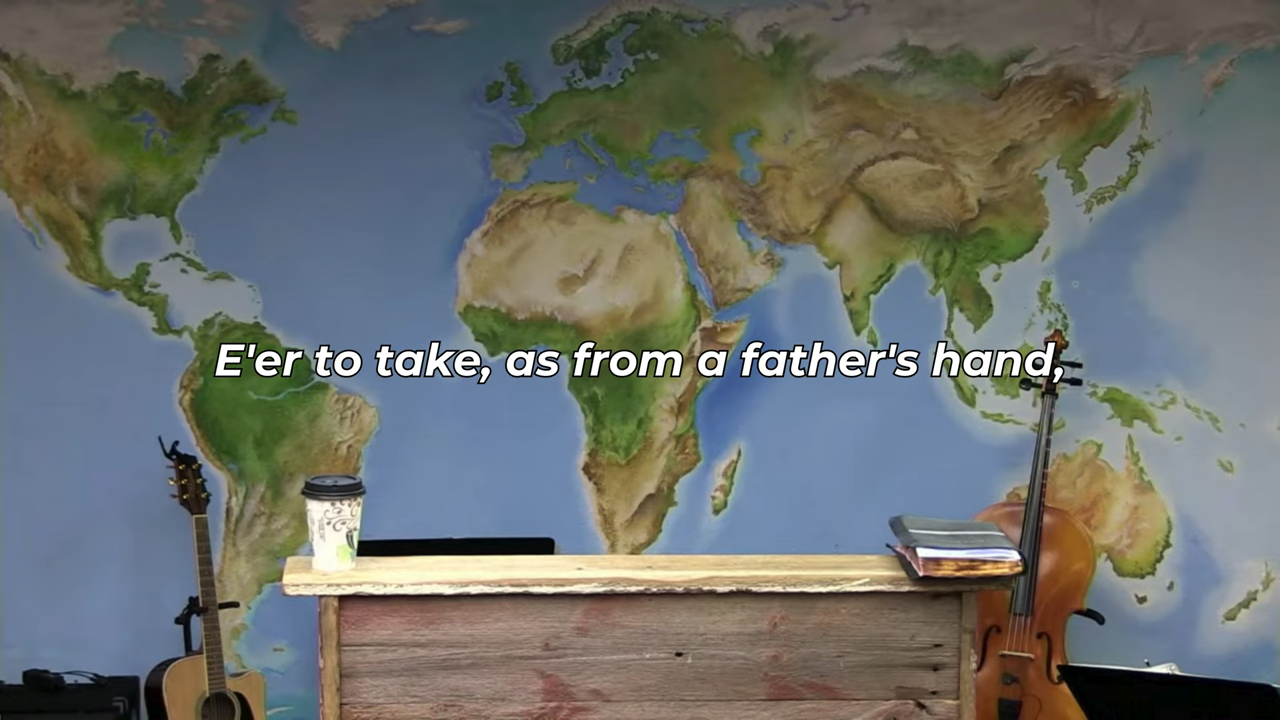 E'er to take, as from a father's hand,